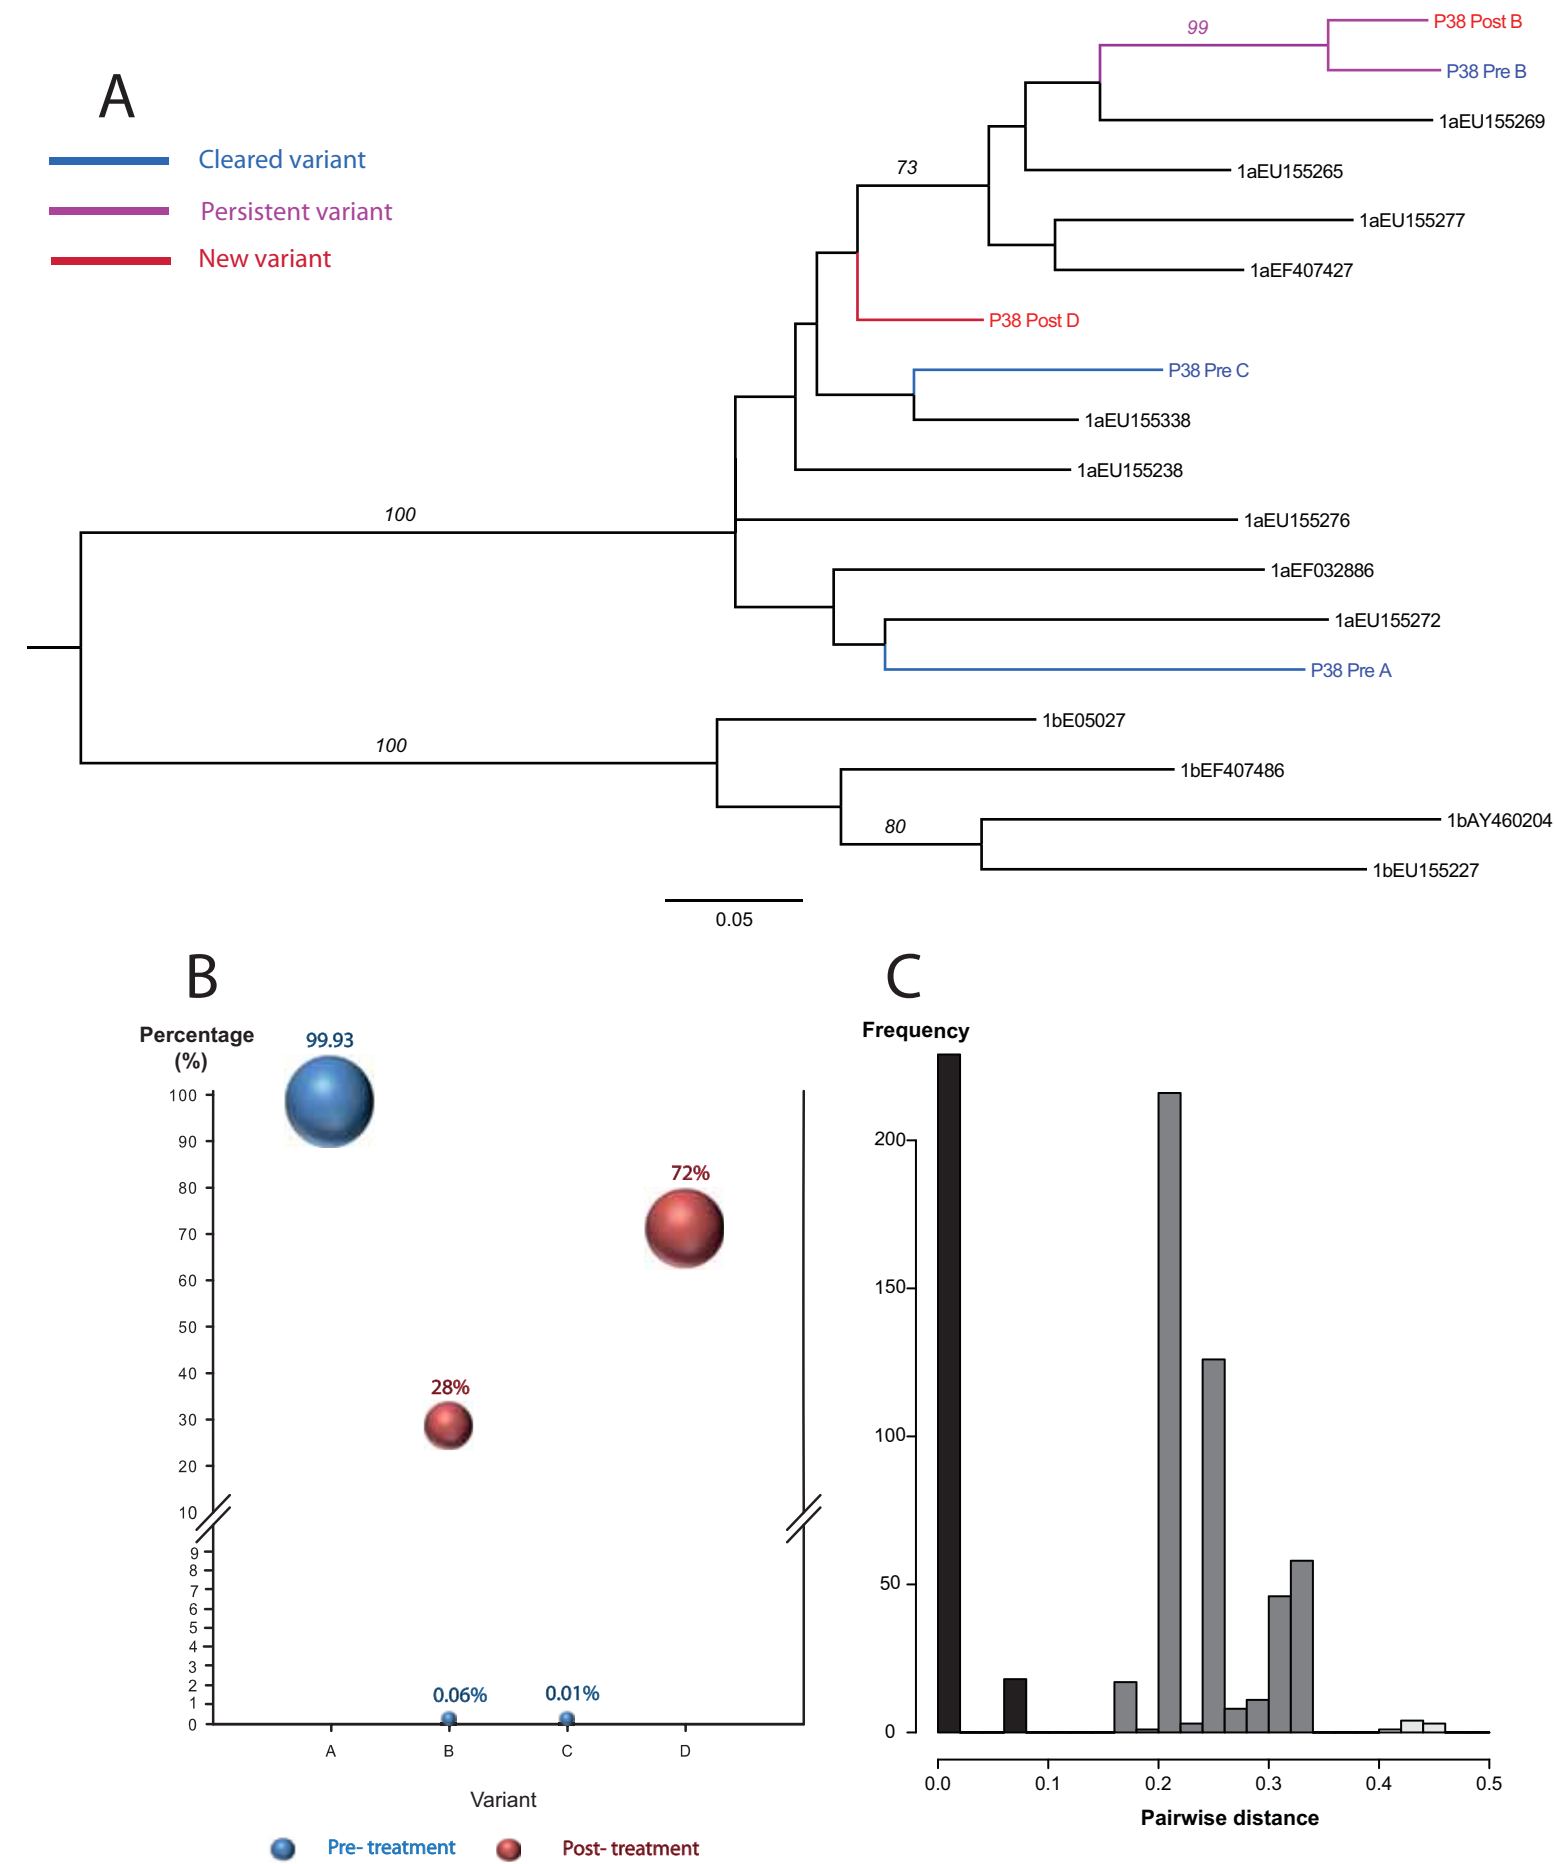 A
Cleared variant
Persistent variant
New variant
99
P38 Post B
P38 Pre B
1aEU155269
73
1aEU155265
1aEU155277
1aEF407427
P38 Post D
P38 Pre C
1aEU155338
1aEU155238
100
1aEU155276
1aEF032886
1aEU155272
P38 Pre A
1bE05027
100
1bEF407486
80
1bAY460204
1bEU155227
0.05
B
Percentage
(%)
99.93
100
90
80
70
60
50
40
30
20
10
9
8
7
6
5
4
3
2
1
0
72%
28%
0.06%
0.01%
A B C D
Variant
Pre- treatment
Post- treatment
C
Frequency
200
150
100
50
0
0.0 0.1 0.2 0.3 0.4 0.5
Pairwise distance